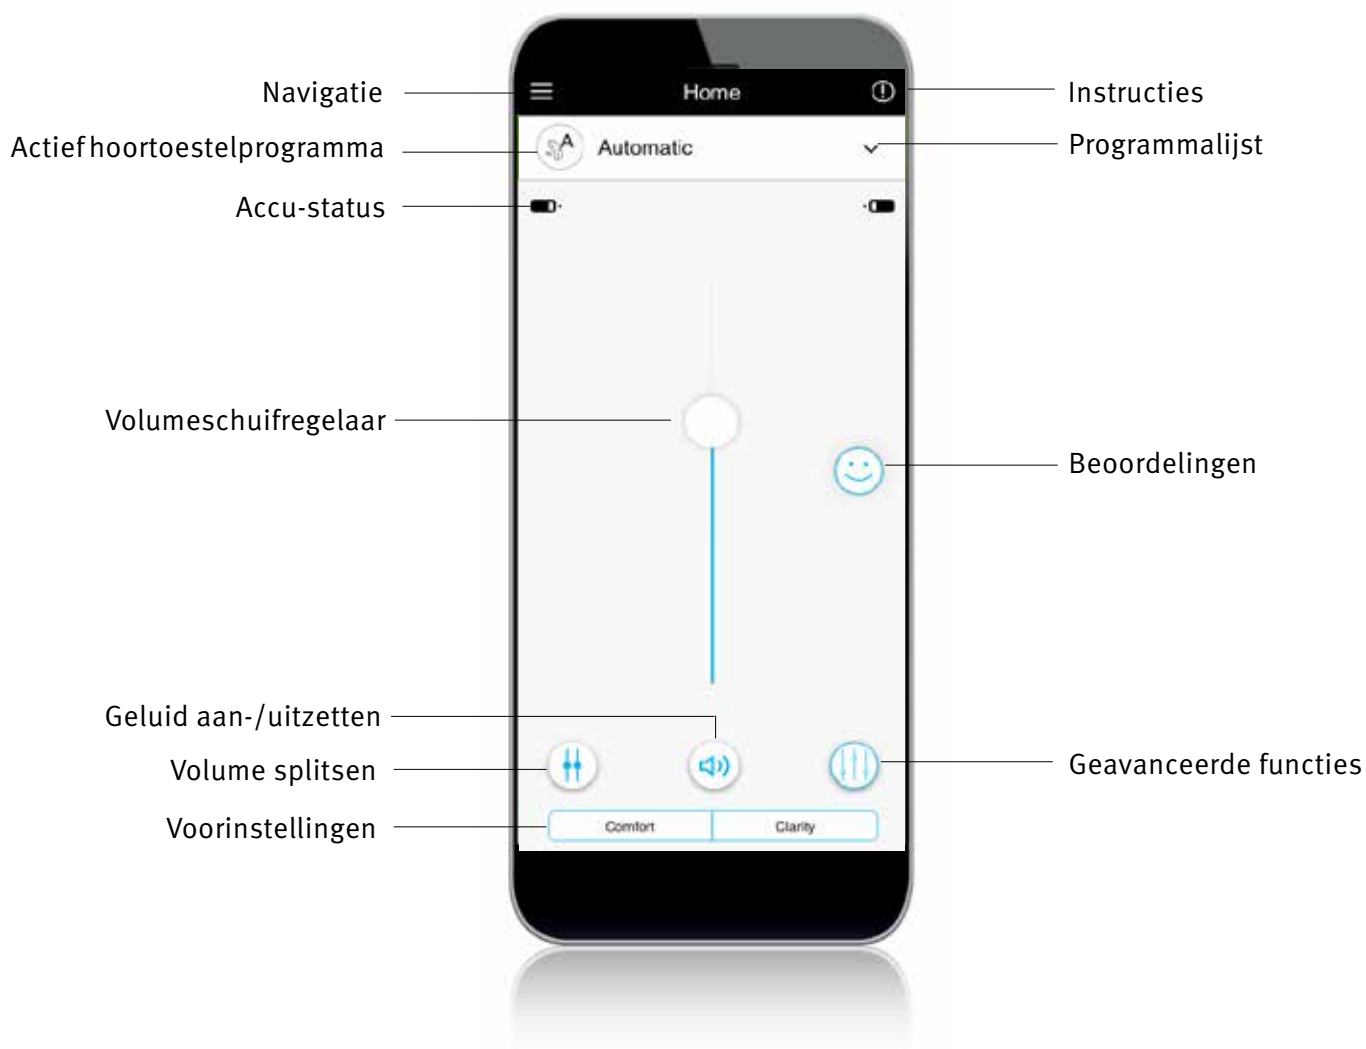 Navigatie
Home
Instructies
Actief hoortoestelprogramma
A
Automatic
Programmalijst
Accu-status
Volumeschuifregelaar
Beoordelingen
Geluid aan-/uitzetten
Volume splitsen
Geavanceerde functies
Voorinstellingen
Comfort
Clarity